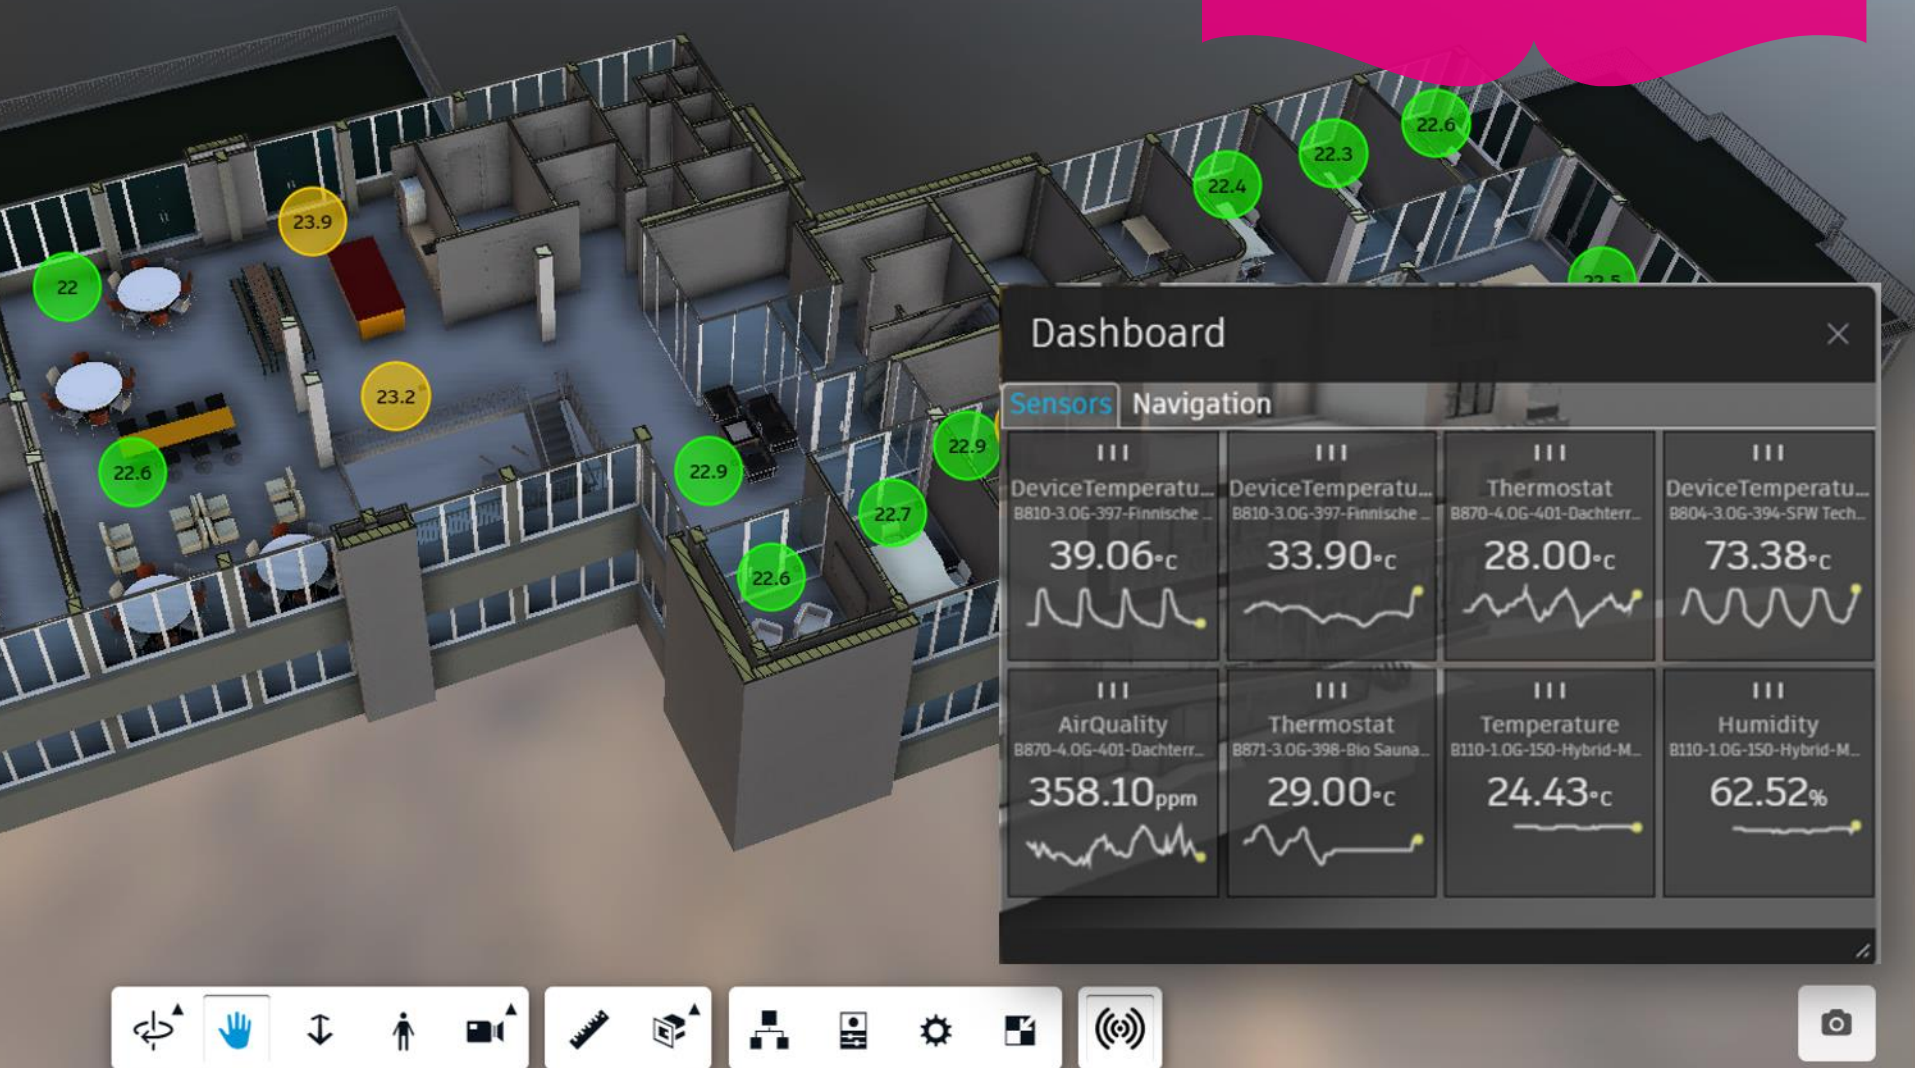 22.6
22.3
22.4
23.9
22.5
22
23.2
22.9
22.6
22.9
22.7
22.6
Dashboard
Sensors Navigation
DeviceTemperatu...
B810-3.OG-397-Finnische ...
39.06°C
DeviceTemperatu...
B810-3.OG-397-Finnische ...
33.90°C
Thermostat
B870-4.OG-401-Dachterr...
28.00°C
DeviceTemperatu...
B804-3.OG-394-SFW Tech...
73.38°C
AirQuality
B870-4.OG-401-Dachterr...
358.10ppm
Thermostat
B871-3.OG-398-Bio Sauna...
29.00°C
Temperature
B110-1.OG-150-Hybrid-M...
24.43°C
Humidity
B110-1.OG-150-Hybrid-M...
62.52%